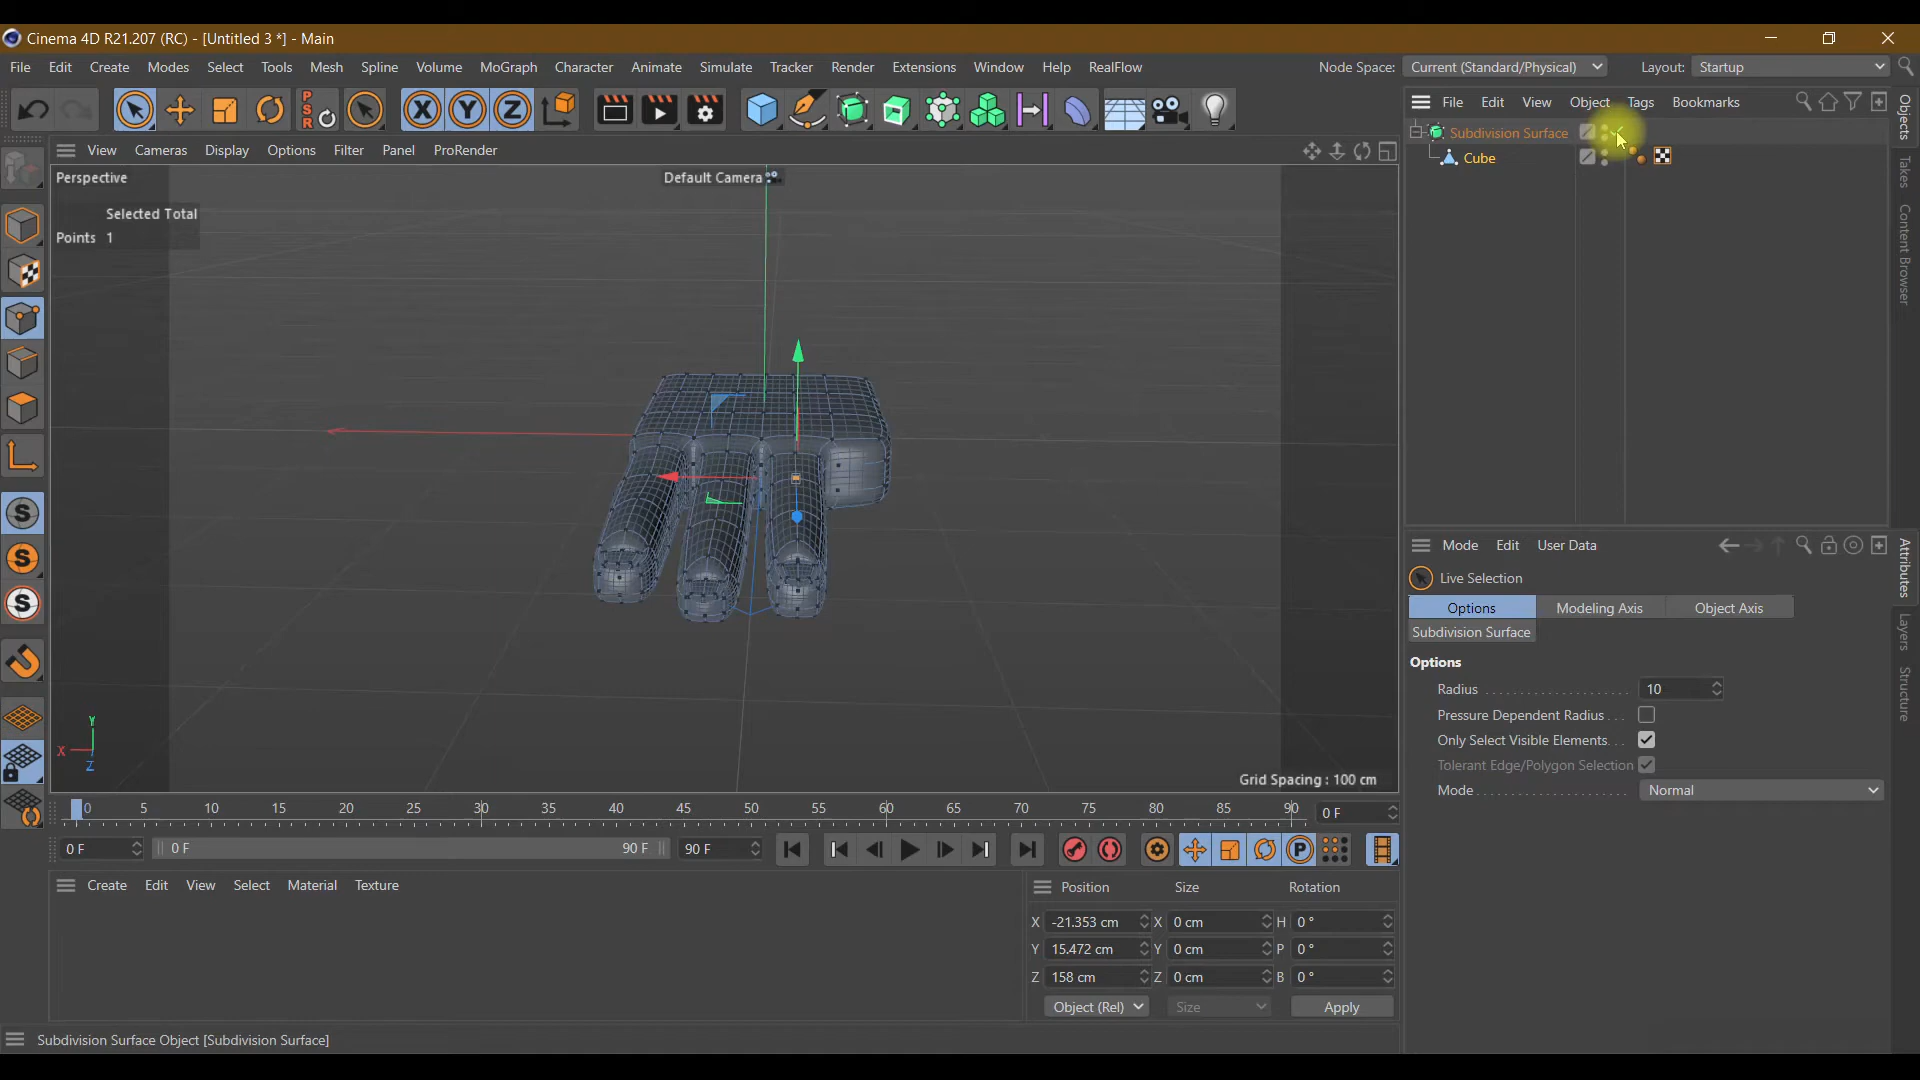 Cinema 4D R21.207 (RC) - [Untitled 3 *] - Main
File Edit Create Modes Select Tools Mesh Spline Volume MoGraph Character Animate Simulate Tracker Render Extensions Window Help RealFlow Node Space: Current (Standard/Physical) Layout: Startup
P S R X Y Z
File Edit View Object Tags Bookmarks
Subdivision Surface
Cube
Objects
Takes
Content Browser
View Cameras Display Options Filter Panel ProRender
Perspective
Default Camera
Selected Total
Points 1
Y
X
Z
Grid Spacing : 100 cm
S
S
S
Mode Edit User Data
Live Selection
Options Modeling Axis Object Axis
Subdivision Surface
Options
Radius 10
Pressure Dependent Radius
Only Select Visible Elements
Tolerant Edge/Polygon Selection
Mode Normal
Attributes
Layers
Structure
0 5 10 15 20 25 30 35 40 45 50 55 60 65 70 75 80 85 90 0 F
0 F 0 F 90 F 90 F P
Create Edit View Select Material Texture
Position Size Rotation
X -21.353 cm X 0 cm H 0 °
Y 15.472 cm Y 0 cm P 0 °
Z 158 cm Z 0 cm B 0 °
Object (Rel) Size Apply
Subdivision Surface Object [Subdivision Surface]